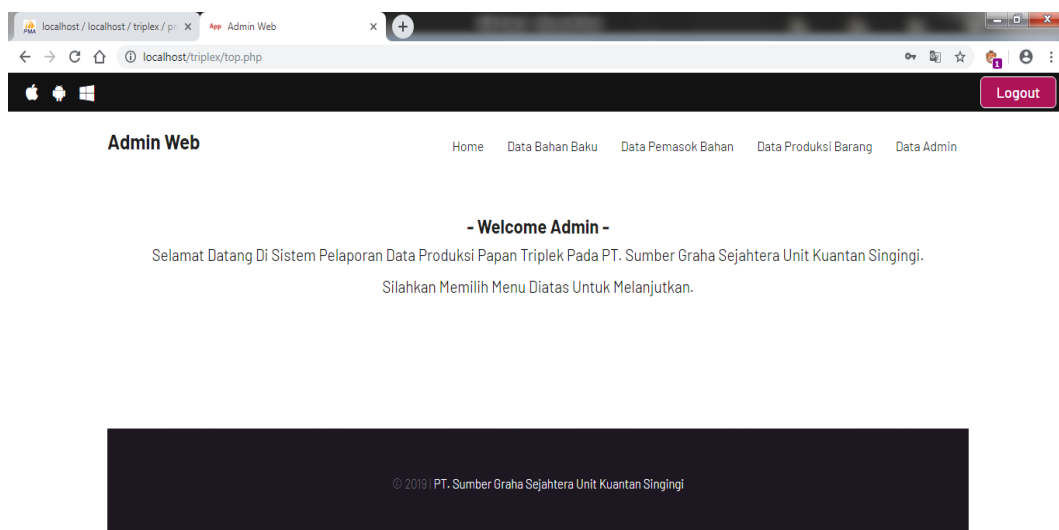 localhost / localhost / triplex / pr
App Admin Web
localhost/triplex/top.php
1
Logout
Admin Web
Home Data Bahan Baku Data Pemasok Bahan Data Produksi Barang Data Admin
- Welcome Admin -
Selamat Datang Di Sistem Pelaporan Data Produksi Papan Triplek Pada PT. Sumber Graha Sejahtera Unit Kuantan Singingi.
Silahkan Memilih Menu Diatas Untuk Melanjutkan.
© 2019 | PT. Sumber Graha Sejahtera Unit Kuantan Singingi